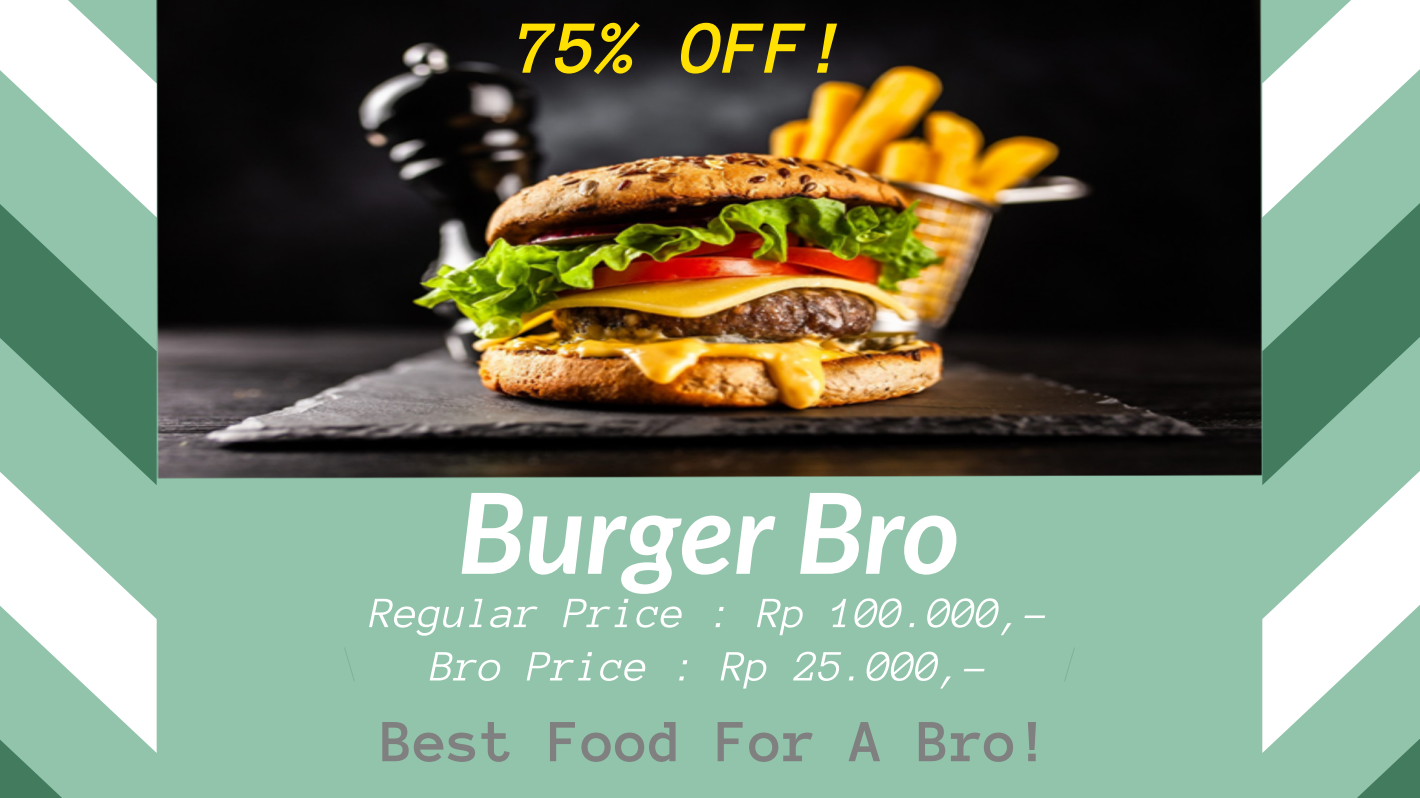 75% OFF!
Burger Bro
Regular Price : Rp 100.000,-
Bro Price : Rp 25.000,-
Best Food For A Bro!